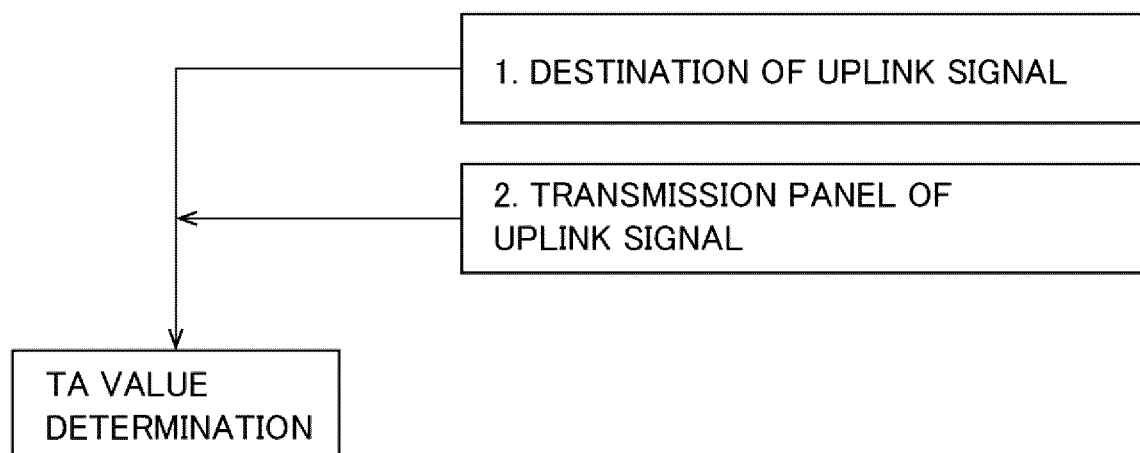 1. DESTINATION OF UPLINK SIGNAL
2. TRANSMISSION PANEL OF
UPLINK SIGNAL
TA VALUE
DETERMINATION